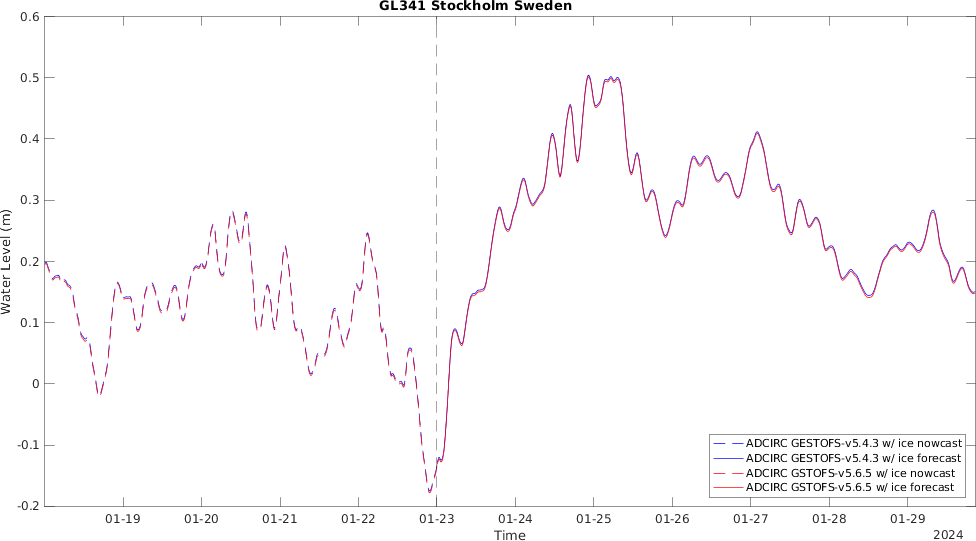 GL341 Stockholm Sweden
0.6
0.5
0.4
0.3
0.2
0.1
0
-0.1
-0.2
Water Level (m)
ADCIRC GESTOFS-v5.4.3 w/ ice nowcast
ADCIRC GESTOFS-v5.4.3 w/ ice forecast
ADCIRC GSTOFS-v5.6.5 w/ ice nowcast
ADCIRC GSTOFS-v5.6.5 w/ ice forecast
01-19 01-20 01-21 01-22 01-23 01-24 01-25 01-26 01-27 01-28 01-29
Time
2024